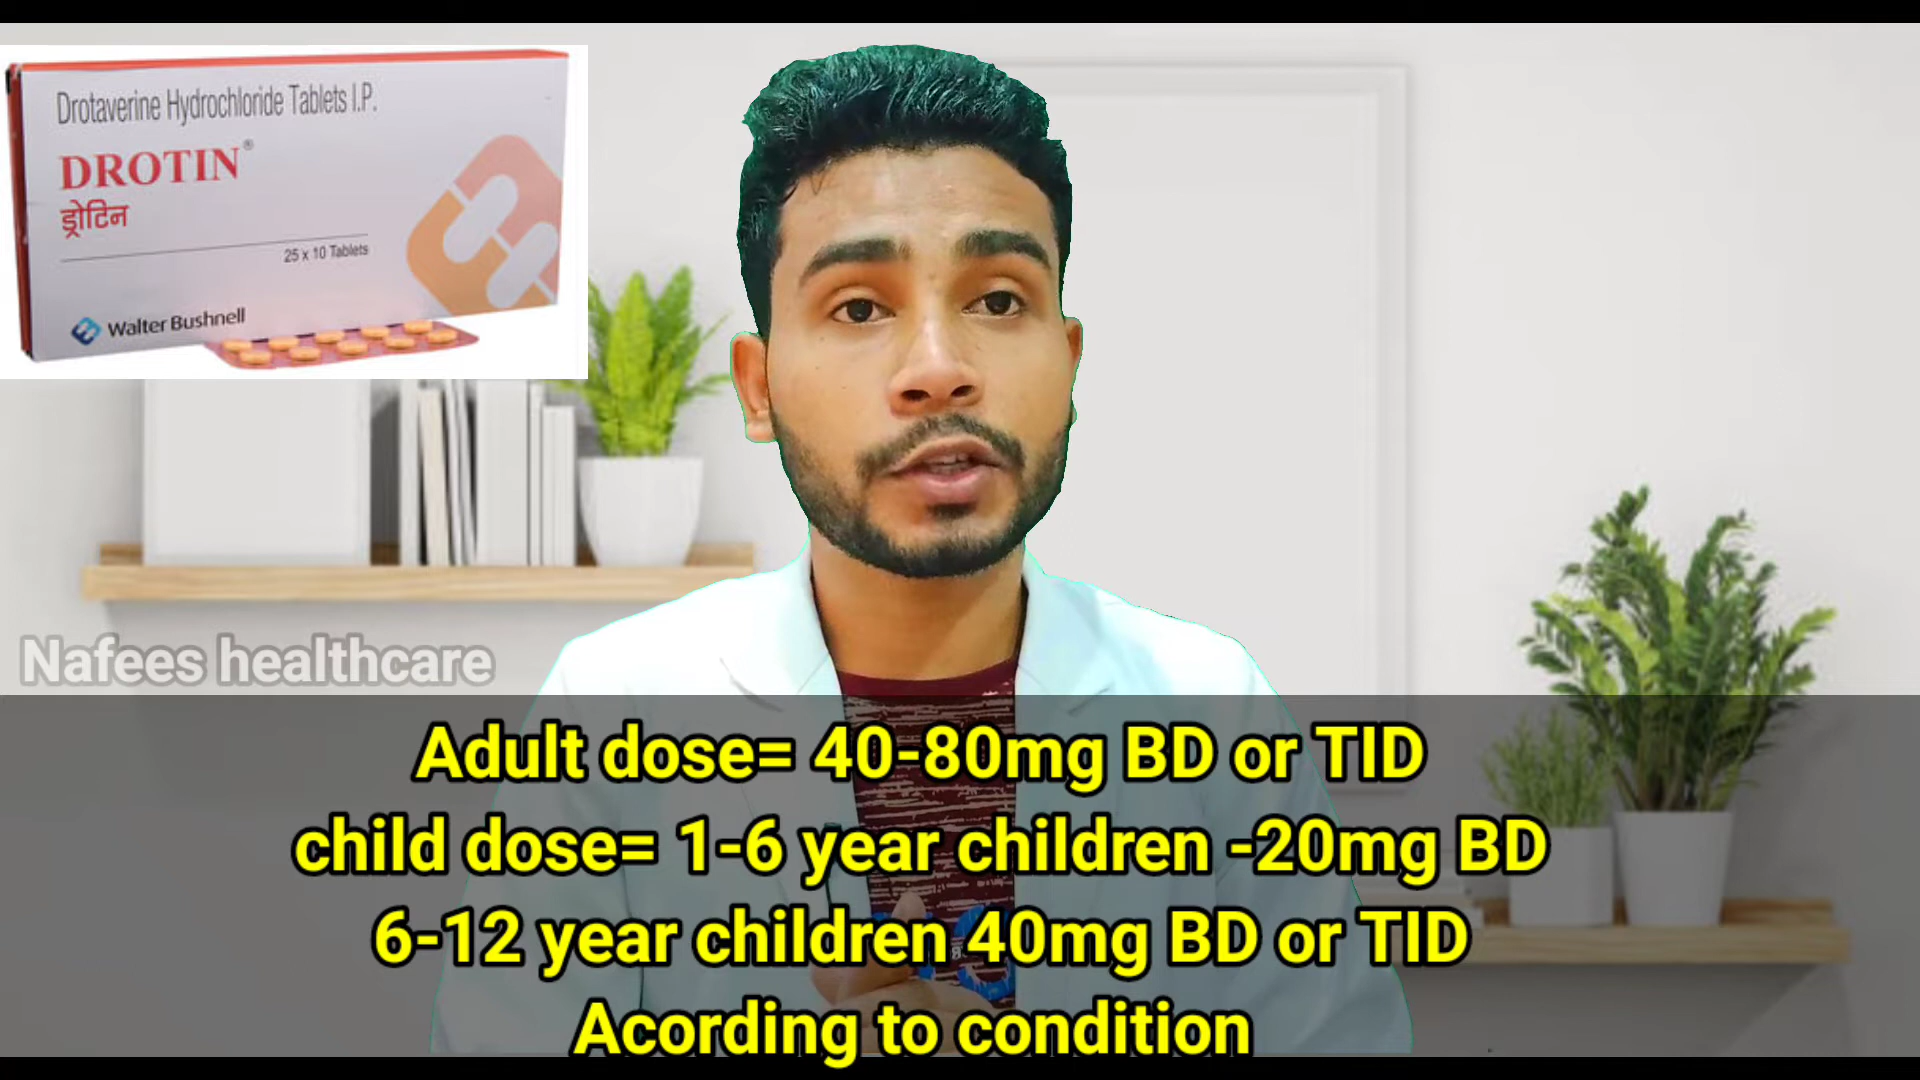 Drotaverine Hydrochloride Tablets I.P.
DROTIN®
ड्रोटिन
25 x 10 Tablets
Walter Bushnell
Nafees healthcare
Adult dose= 40-80mg BD or TID
child dose= 1-6 year children -20mg BD
6-12 year children 40mg BD or TID
Acording to condition